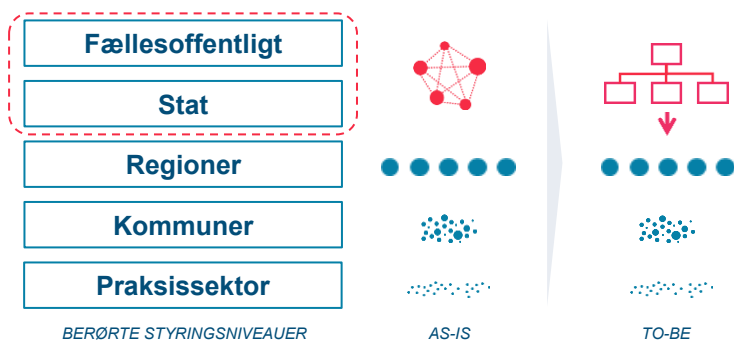 Fællesoffentligt
Stat
Regioner
Kommuner
Praksissektor
BERØRTE STYRINGSNIVEAUER
AS-IS
TO-BE